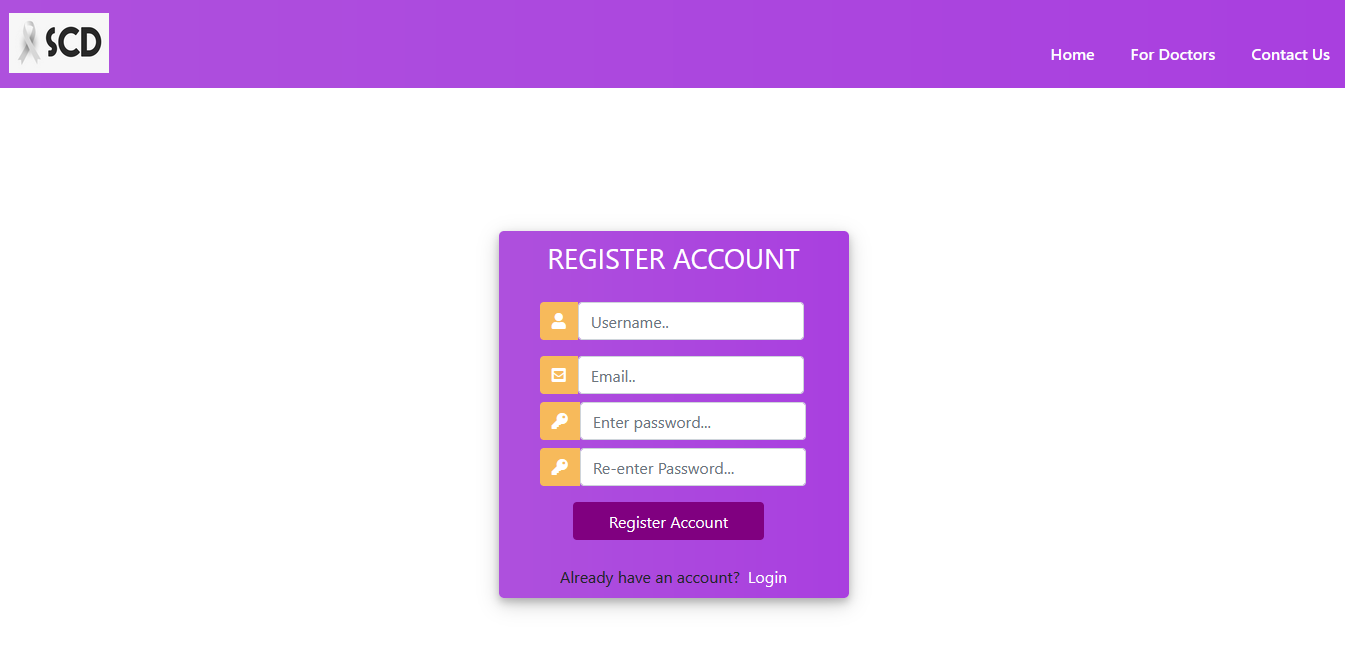 SCD
Home For Doctors Contact Us
REGISTER ACCOUNT
Username..
Email..
Enter password...
Re-enter Password...
Register Account
Already have an account? Login